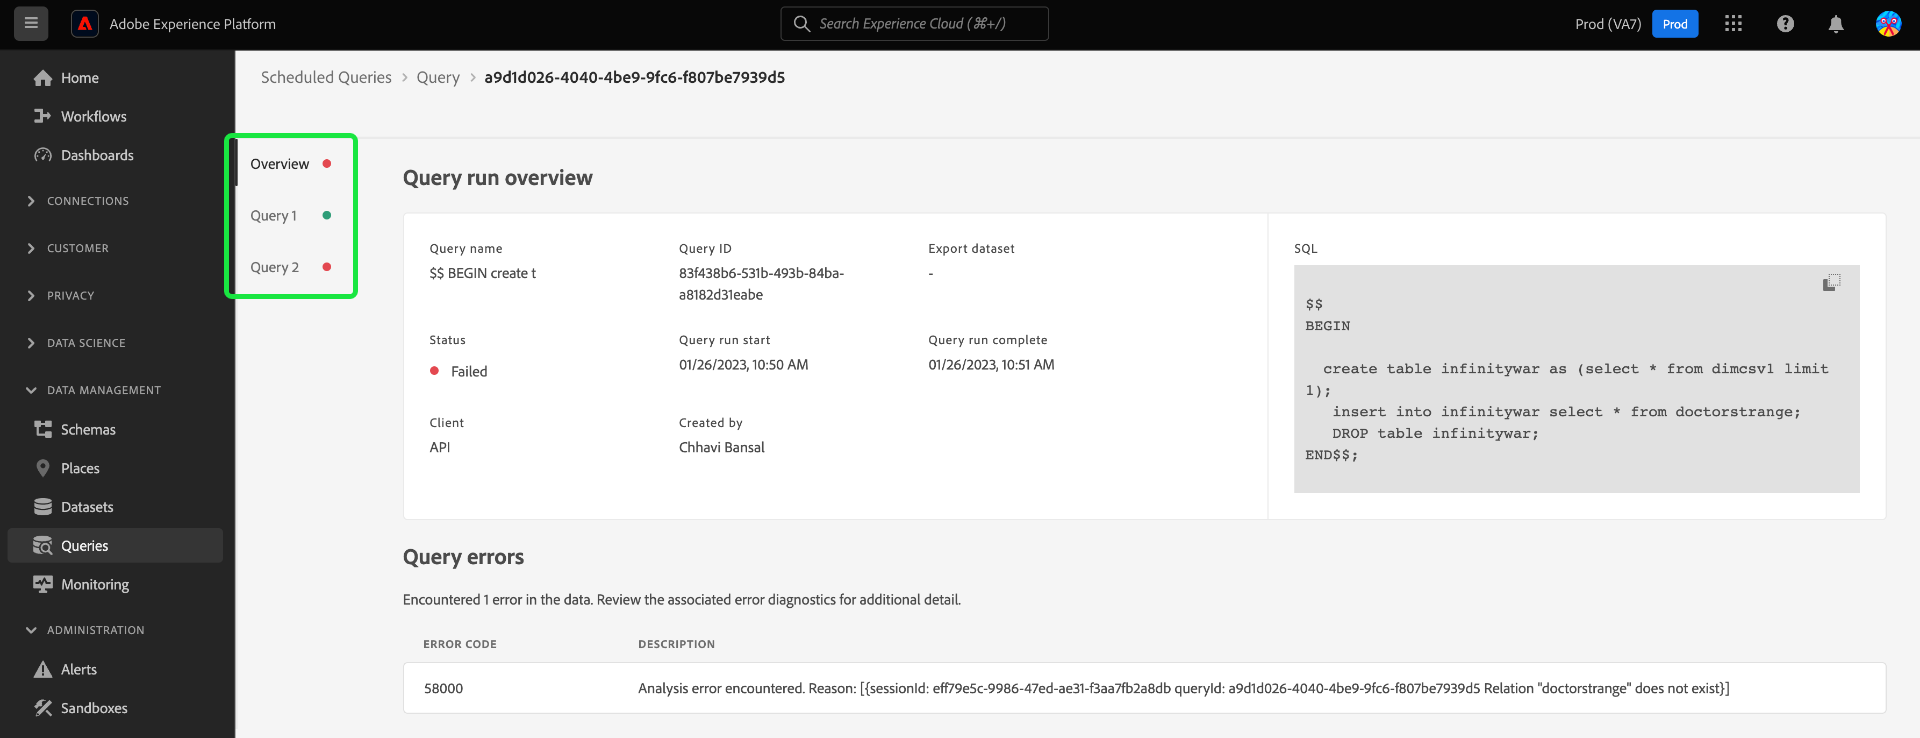 Adobe Experience Platform
Search Experience Cloud (⌘+/)
Prod (VA7)
Prod
Home
Workflows
Dashboards
CONNECTIONS
CUSTOMER
PRIVACY
DATA SCIENCE
DATA MANAGEMENT
Schemas
Places
Datasets
Queries
Monitoring
ADMINISTRATION
Alerts
Sandboxes
Scheduled Queries > Query > a9d1d026-4040-4be9-9fc6-f807be7939d5
Overview
Query 1
Query 2
Query run overview
Query name
$$ BEGIN create t
Query ID
83f438b6-531b-493b-84ba-
a8182d31eabe
Export dataset
-
Status
Failed
Query run start
01/26/2023, 10:50 AM
Query run complete
01/26/2023, 10:51 AM
Client
API
Created by
Chhavi Bansal
SQL
$$
BEGIN
create table infinitywar as (select * from dimcsv1 limit
1);
insert into infinitywar select * from doctorstrange;
DROP table infinitywar;
END$$;
Query errors
Encountered 1 error in the data. Review the associated error diagnostics for additional detail.
ERROR CODE DESCRIPTION
58000 Analysis error encountered. Reason: [{sessionId: eff79e5c-9986-47ed-ae31-f3aa7fb2a8db queryId: a9d1d026-4040-4be9-9fc6-f807be7939d5 Relation "doctorstrange" does not exist}]